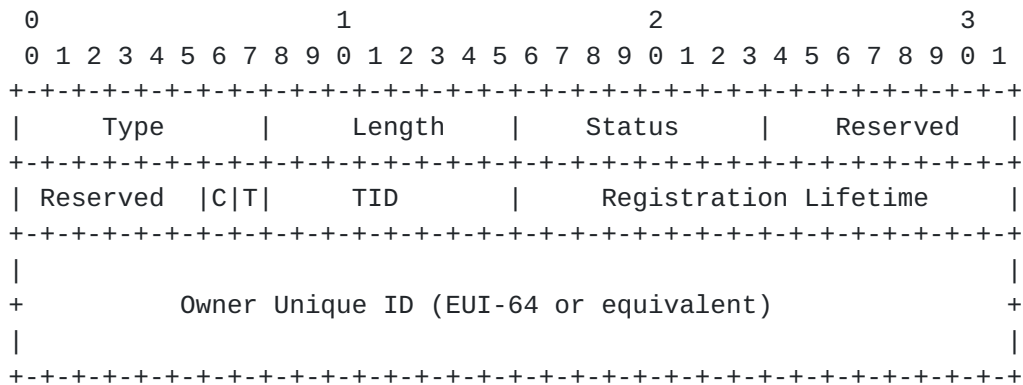 0                   1                   2                   3
 0 1 2 3 4 5 6 7 8 9 0 1 2 3 4 5 6 7 8 9 0 1 2 3 4 5 6 7 8 9 0 1
+-+-+-+-+-+-+-+-+-+-+-+-+-+-+-+-+-+-+-+-+-+-+-+-+-+-+-+-+-+-+-+-+
|     Type      |     Length    |    Status     |    Reserved   |
+-+-+-+-+-+-+-+-+-+-+-+-+-+-+-+-+-+-+-+-+-+-+-+-+-+-+-+-+-+-+-+-+
| Reserved  |C|T|     TID       |     Registration Lifetime     |
+-+-+-+-+-+-+-+-+-+-+-+-+-+-+-+-+-+-+-+-+-+-+-+-+-+-+-+-+-+-+-+-+
|                                                               |
+          Owner Unique ID (EUI-64 or equivalent)               +
|                                                               |
+-+-+-+-+-+-+-+-+-+-+-+-+-+-+-+-+-+-+-+-+-+-+-+-+-+-+-+-+-+-+-+-+